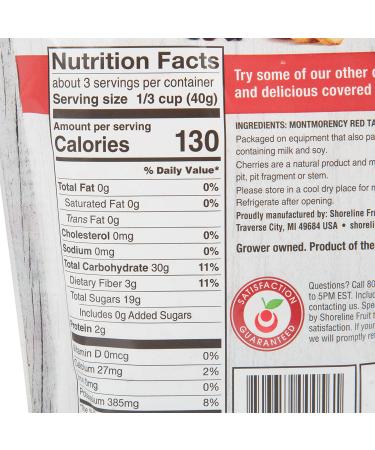 Nutrition Facts
about 3 servings per container
Serving size 1/3 cup (40g)
Amount per serving
Calories 130
% Daily Value*
Total Fat 0g 0%
Saturated Fat 0g 0%
Trans Fat 0g
Cholesterol 0mg 0%
Sodium 0mg 0%
Total Carbohydrate 30g 11%
Dietary Fiber 3g 11%
Total Sugars 19g
Includes 0g Added Sugars
Protein 2g
Vitamin D 0mcg 0%
Calcium 27mg 2%
0mg 0%
Potassium 385mg 8%
Try some of our other
and delicious covered
INGREDIENTS: MONTMORENCY RED TA
Packaged on equipment that also pa
containing milk and soy.
Cherries are a natural product and m
pit, pit fragment or stem.
Please store in a cool dry place for m
Refrigerate after opening.
Proudly manufactured by: Shoreline Fr
Traverse City, MI 49684 USA • shoreli
Grower owned. Product of the
SATISFACTION
GUARANTEED
Questions? Call 80
to 5PM EST. Includ
contacting us. Spe
by Shoreline Fruit
satisfaction. If your
we will promptly re